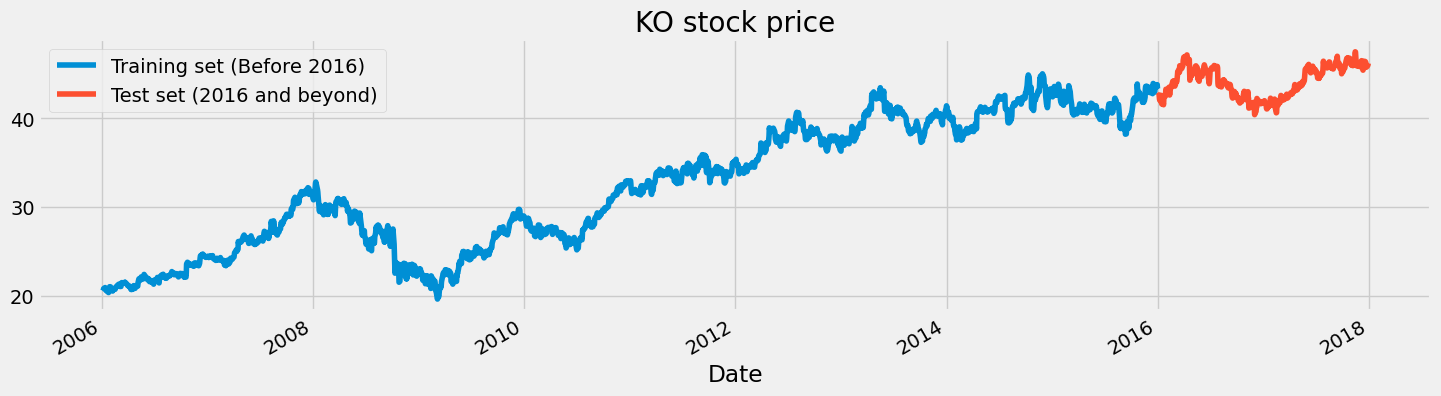 KO stock price
Training set (Before 2016)
Test set (2016 and beyond)
40
30
20
2006
2008
2010
2012
2014
2016
2018
Date